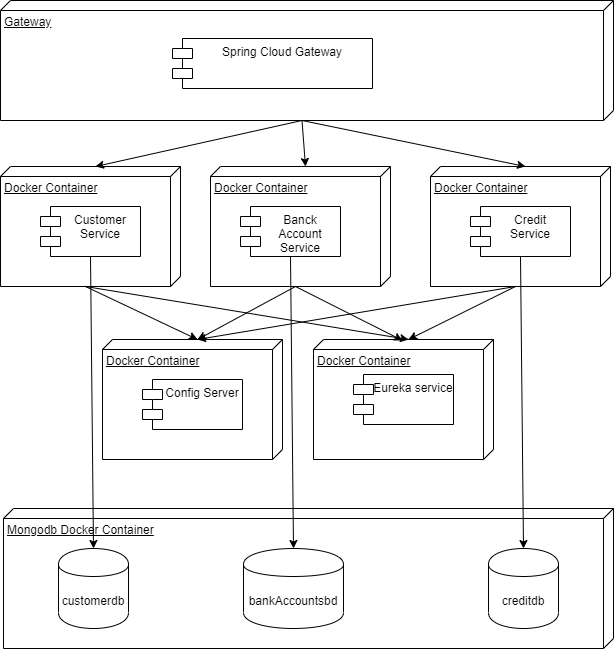 Gateway
Spring Cloud Gateway
Docker Container
Customer
Service
Docker Container
Banck
Account
Service
Docker Container
Credit
Service
Docker Container
Config Server
Docker Container
Eureka service
Mongodb Docker Container
customerdb
bankAccountsbd
creditdb